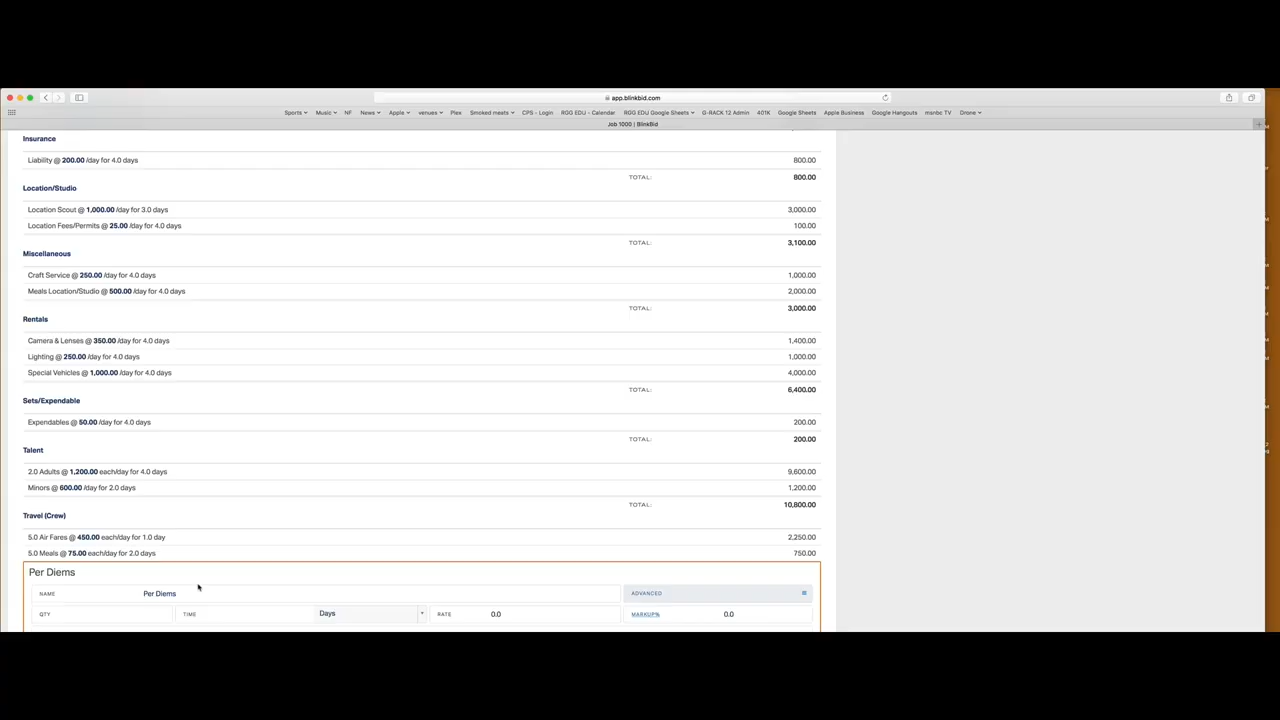 app.blinkbid.com
Sports Music NF News Apple venues Plex Smoked meats CPS - Login RGG EDU - Calendar RGG EDU Google Sheets G-RACK 12 Admin 401K Google Sheets Apple Business Google Hangouts msnbc TV Drone
Job 1000 | BlinkBid
Insurance
Liability @ 200.00 /day for 4.0 days 800.00
TOTAL: 800.00
Location/Studio
Location Scout @ 1,000.00 /day for 3.0 days 3,000.00
Location Fees/Permits @ 25.00 /day for 4.0 days 100.00
TOTAL: 3,100.00
Miscellaneous
Craft Service @ 250.00 /day for 4.0 days 1,000.00
Meals Location/Studio @ 500.00 /day for 4.0 days 2,000.00
TOTAL: 3,000.00
Rentals
Camera & Lenses @ 350.00 /day for 4.0 days 1,400.00
Lighting @ 250.00 /day for 4.0 days 1,000.00
Special Vehicles @ 1,000.00 /day for 4.0 days 4,000.00
TOTAL: 6,400.00
Sets/Expendable
Expendables @ 50.00 /day for 4.0 days 200.00
TOTAL: 200.00
Talent
2.0 Adults @ 1,200.00 each/day for 4.0 days 9,600.00
Minors @ 600.00 /day for 2.0 days 1,200.00
TOTAL: 10,800.00
Travel (Crew)
5.0 Air Fares @ 450.00 each/day for 1.0 day 2,250.00
5.0 Meals @ 75.00 each/day for 2.0 days 750.00
Per Diems
NAME Per Diems ADVANCED
QTY TIME Days RATE 0.0 MARKUP% 0.0